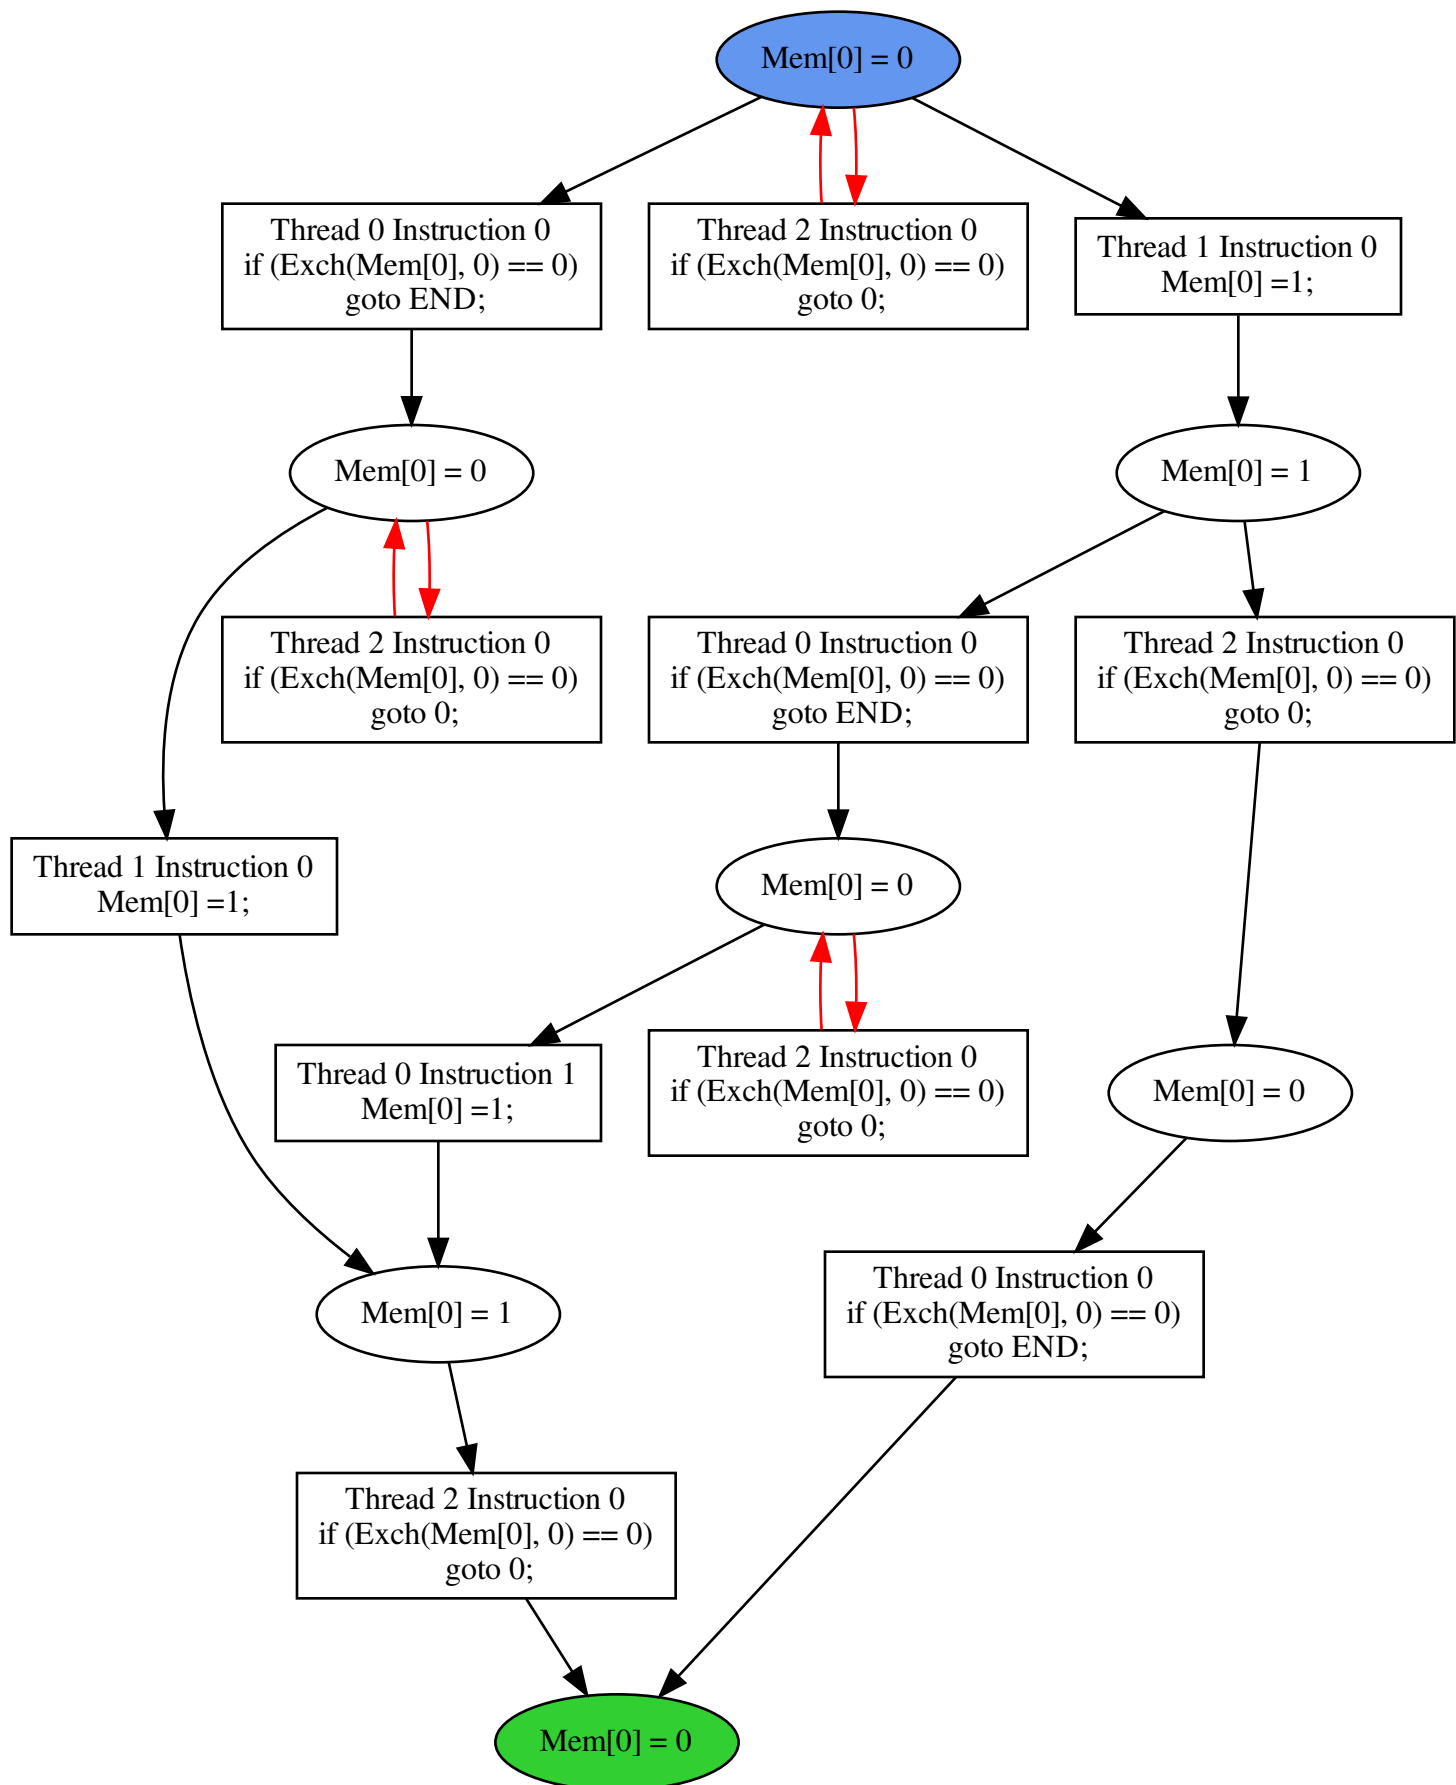 Mem[0] = 0
Thread 0 Instruction 0
if (Exch(Mem[0], 0) == 0)
goto END;
Thread 2 Instruction 0
if (Exch(Mem[0], 0) == 0)
goto 0;
Thread 1 Instruction 0
Mem[0] =1;
Mem[0] = 0
Mem[0] = 1
Thread 2 Instruction 0
if (Exch(Mem[0], 0) == 0)
goto 0;
Thread 0 Instruction 0
if (Exch(Mem[0], 0) == 0)
goto END;
Thread 2 Instruction 0
if (Exch(Mem[0], 0) == 0)
goto 0;
Thread 1 Instruction 0
Mem[0] =1;
Mem[0] = 0
Thread 0 Instruction 1
Mem[0] =1;
Thread 2 Instruction 0
if (Exch(Mem[0], 0) == 0)
goto 0;
Mem[0] = 0
Mem[0] = 1
Thread 0 Instruction 0
if (Exch(Mem[0], 0) == 0)
goto END;
Thread 2 Instruction 0
if (Exch(Mem[0], 0) == 0)
goto 0;
Mem[0] = 0